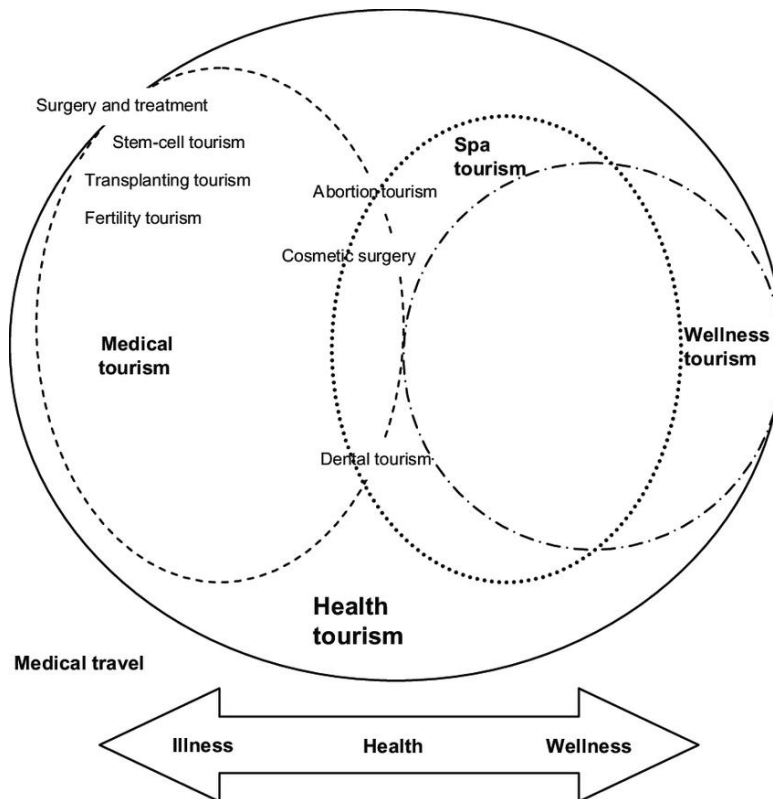 Surgery and treatment
Stem-cell tourism
Transplanting tourism
Fertility tourism
Spa
tourism
Abortion tourism
Cosmetic surgery
Medical
tourism
Wellness
tourism
Dental tourism
Health
tourism
Medical travel
Illness Health Wellness